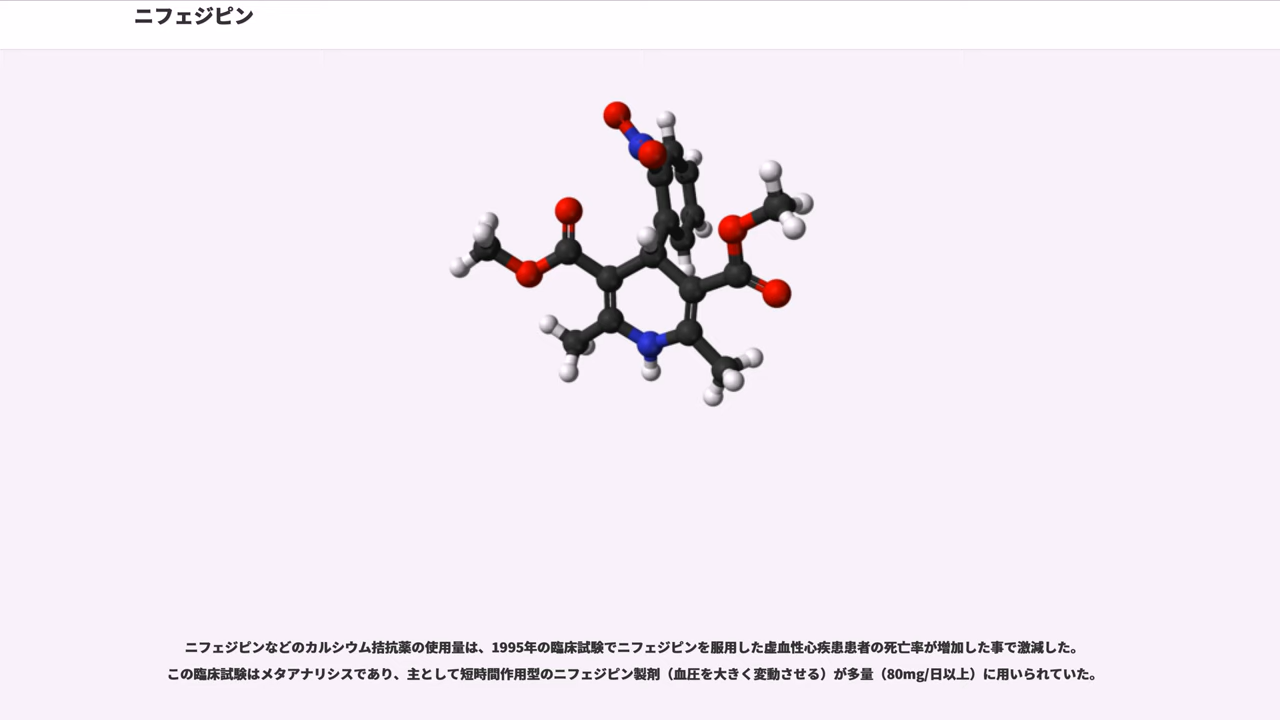 ニフェジピン
ニフェジピンなどのカルシウム拮抗薬の使用量は、1995年の臨床試験でニフェジピンを服用した虚血性心疾患患者の死亡率が増加した事で激減した。
この臨床試験はメタアナリシスであり、主として短時間作用型のニフェジピン製剤（血圧を大きく変動させる）が多量（80mg/日以上）に用いられていた。